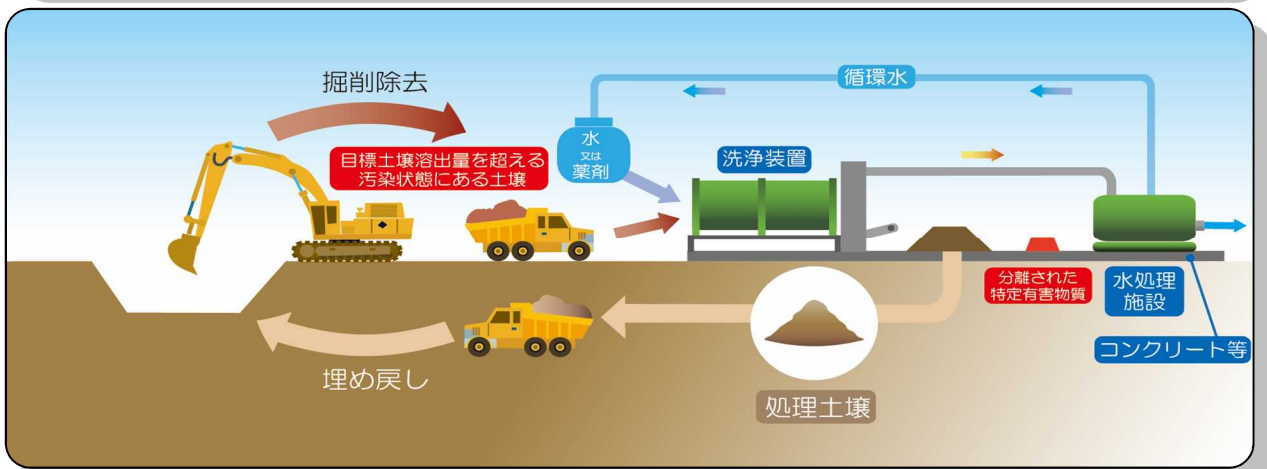 掘削除去
目標土壌溶出量を超える
汚染状態にある土壌
水
又は
薬剤
循環水
洗浄装置
分離された
特定有害物質
水処理
施設
コンクリート等
埋め戻し
処理土壌